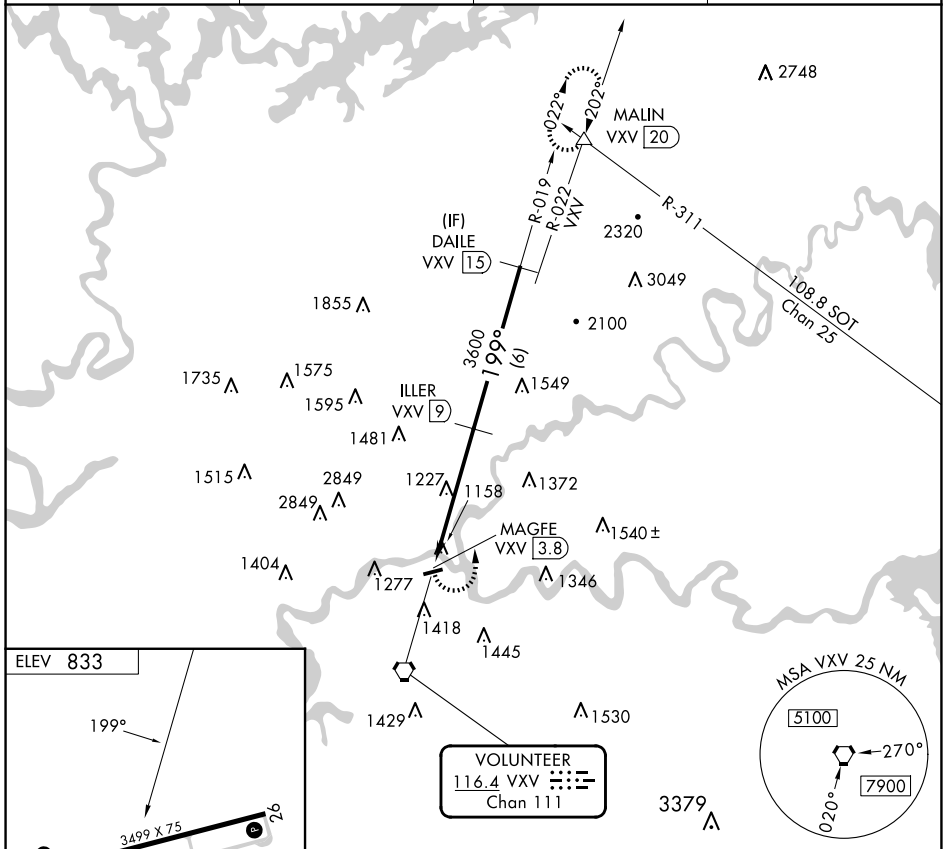 2748
022°
202°
MALIN
VXV 20
R-019
R-022
VXV
R-311
2320
(IF)
DAILE
VXV 15
3049
108.8 SOT
Chan 25
1855
2100
3600
199°
(6)
1735
1575
1595
1549
ILLER
VXV 9
1481
1515
2849
2849
1227
1158
1372
MAGFE
VXV 3.8
1540 ±
1404
1277
1346
1418
1445
ELEV 833
199°
3499 X 75
P
26
1429
1530
VOLUNTEER
116.4 VXV
Chan 111
3379
MSA VXV 25 NM
5100
270°
7900
020°